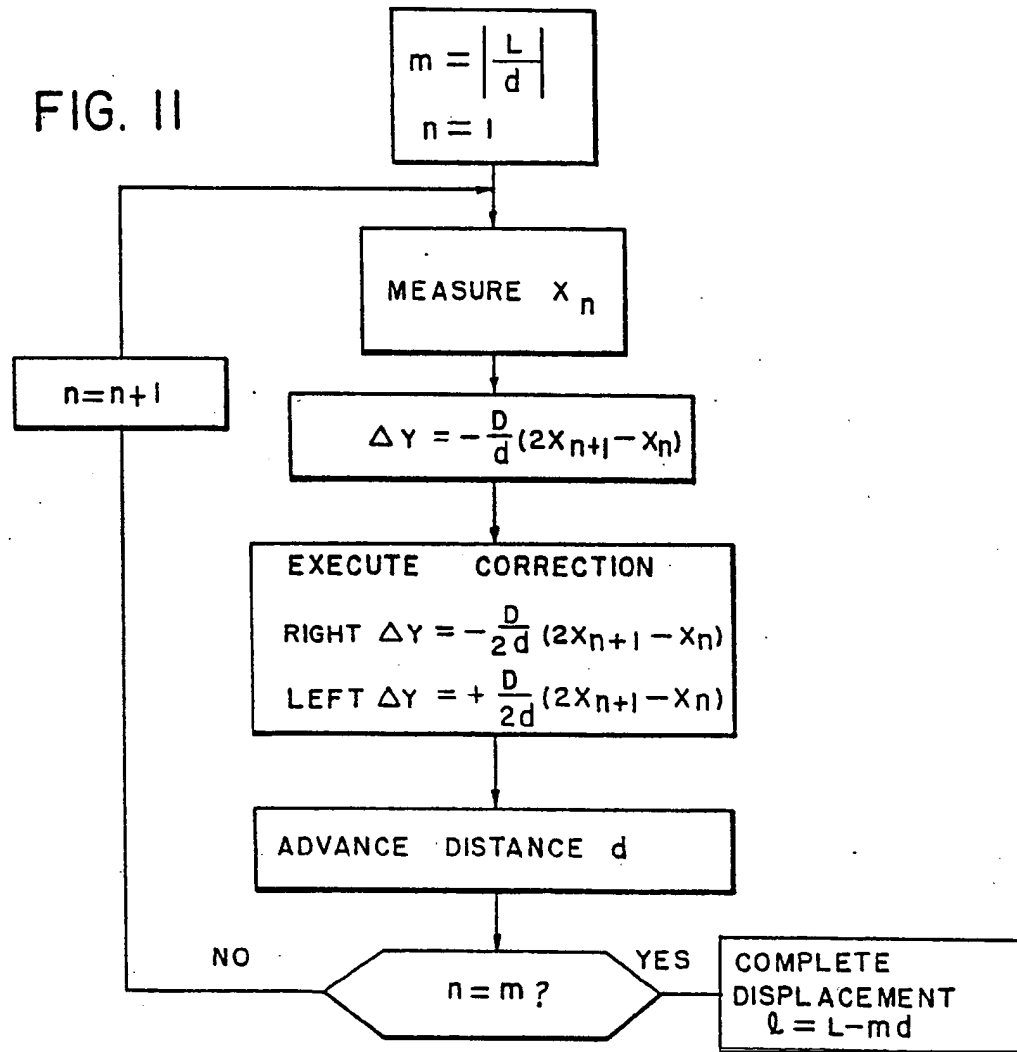 FIG. 11
m = |L/d|
n = 1
MEASURE Xn
n=n+1
ΔY = -D/d(2Xn+1-Xn)
EXECUTE CORRECTION
RIGHT ΔY = -D/2d(2Xn+1-Xn)
LEFT ΔY = +D/2d(2Xn+1-Xn)
ADVANCE DISTANCE d
NO
n=m?
YES
COMPLETE
DISPLACEMENT
ℓ = L-md